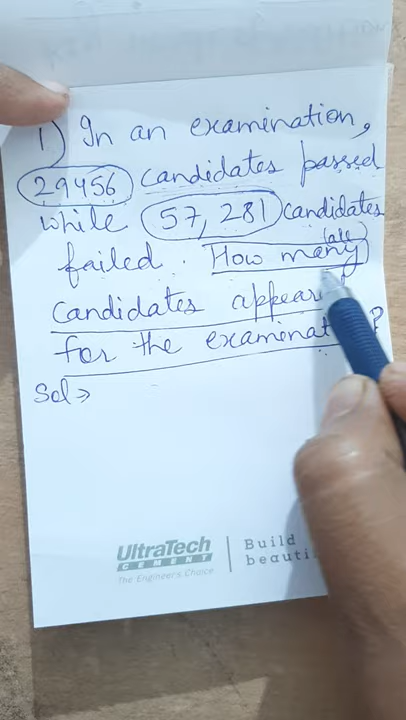 1) In an examination,
29456 candidates passed
while 57,281 candidates
(all)
failed. How many
candidates appear
for the examinat ?
Sol→
UltraTech
CEMENT
The Engineer's Choice
Build
beauti